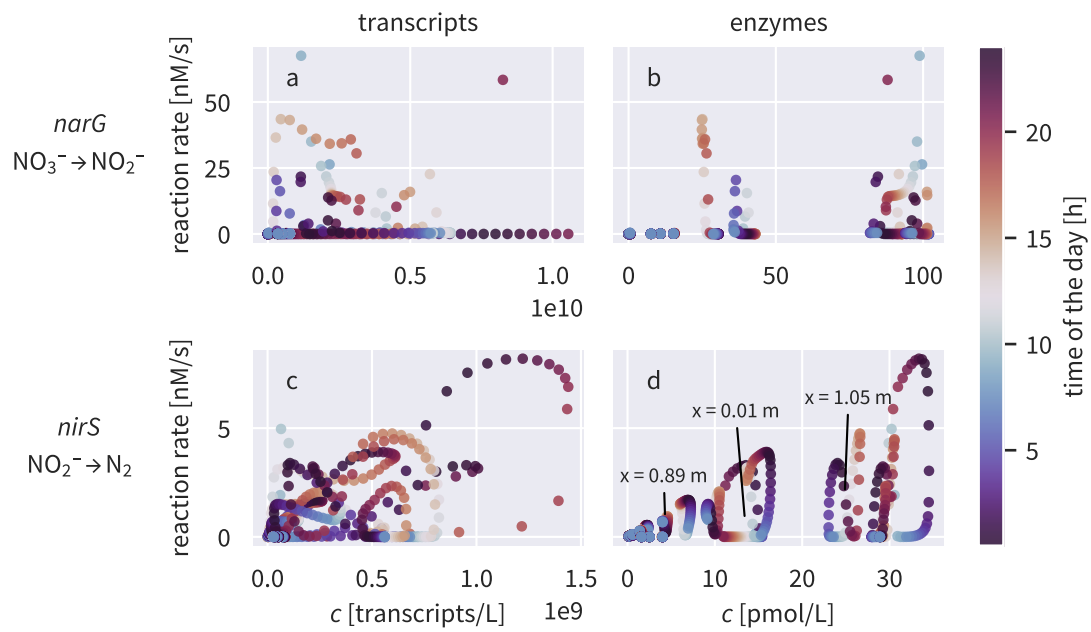 transcripts
enzymes
narG
NO₃⁻→NO₂⁻
reaction rate [nM/s]
50
25
0
a
b
0.0
0.5
1.0
1e10
0
50
100
nirS
NO₂⁻→N₂
reaction rate [nM/s]
5
0
c
d
x = 0.89 m
x = 0.01 m
x = 1.05 m
0.0
0.5
1.0
1.5
1e9
c [transcripts/L]
0
10
20
30
c [pmol/L]
20
15
10
5
time of the day [h]